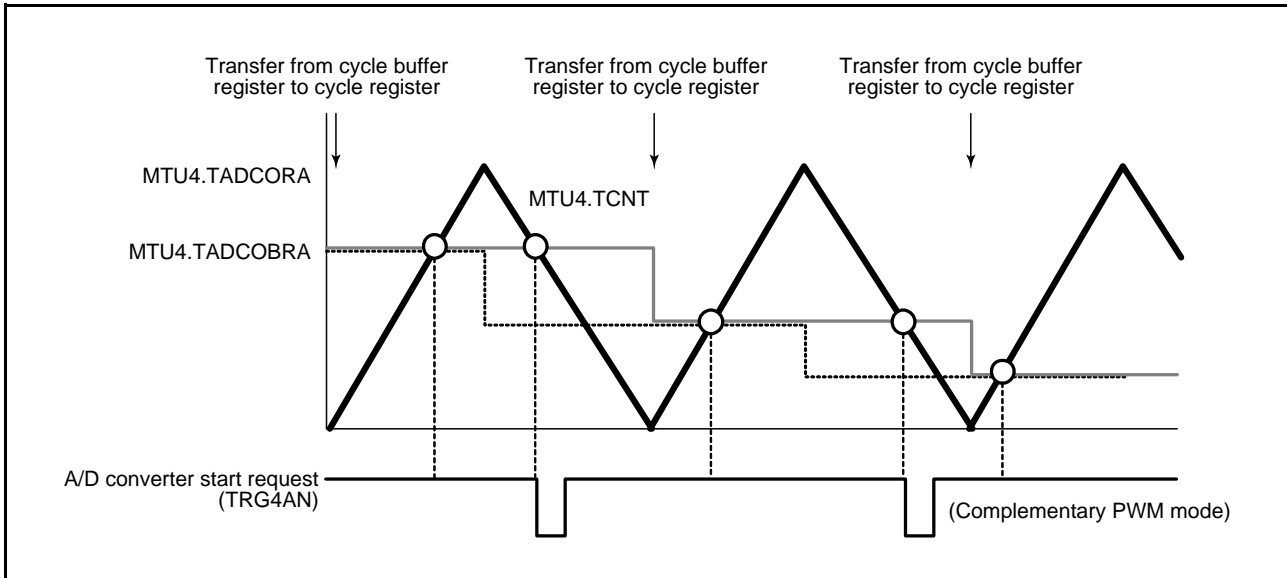 Transfer from cycle buffer
register to cycle register
Transfer from cycle buffer
register to cycle register
Transfer from cycle buffer
register to cycle register
MTU4.TADCORA
MTU4.TCNT
MTU4.TADCOBRA
A/D converter start request
(TRG4AN)
(Complementary PWM mode)